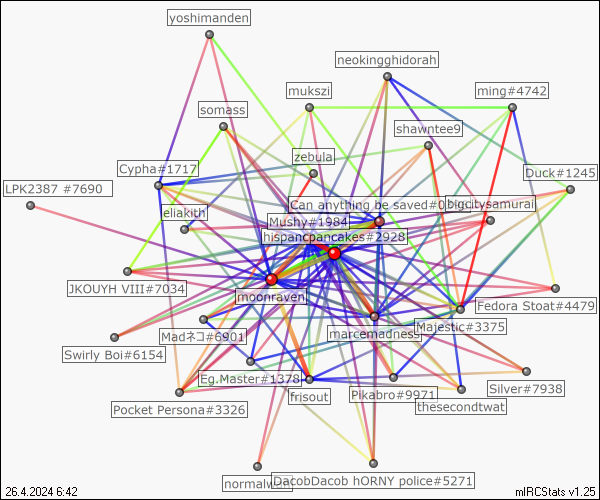 yoshimanden
neokingghidorah
mukszi
ming#4742
somass
shawntee9
zebula
Cypha#1717
Duck#1245
LPK2387 #7690
Can anything be saved#0
bigcitysamurai
eliakith
Mushy#1984
hispancpancakes#2928
JKOUYH VIII#7034
moonraven
Fedora Stoat#4479
Majestic#3375
Madネコ#6901
marcemadness
Swirly Boi#6154
Eg.Master#1378
Silver#7938
frisout
Pikabro#9971
Pocket Persona#3326
thesecondtwat
normalw
DacobDacob hORNY police#5271
26.4.2024 6:42
mIRCStats v1.25